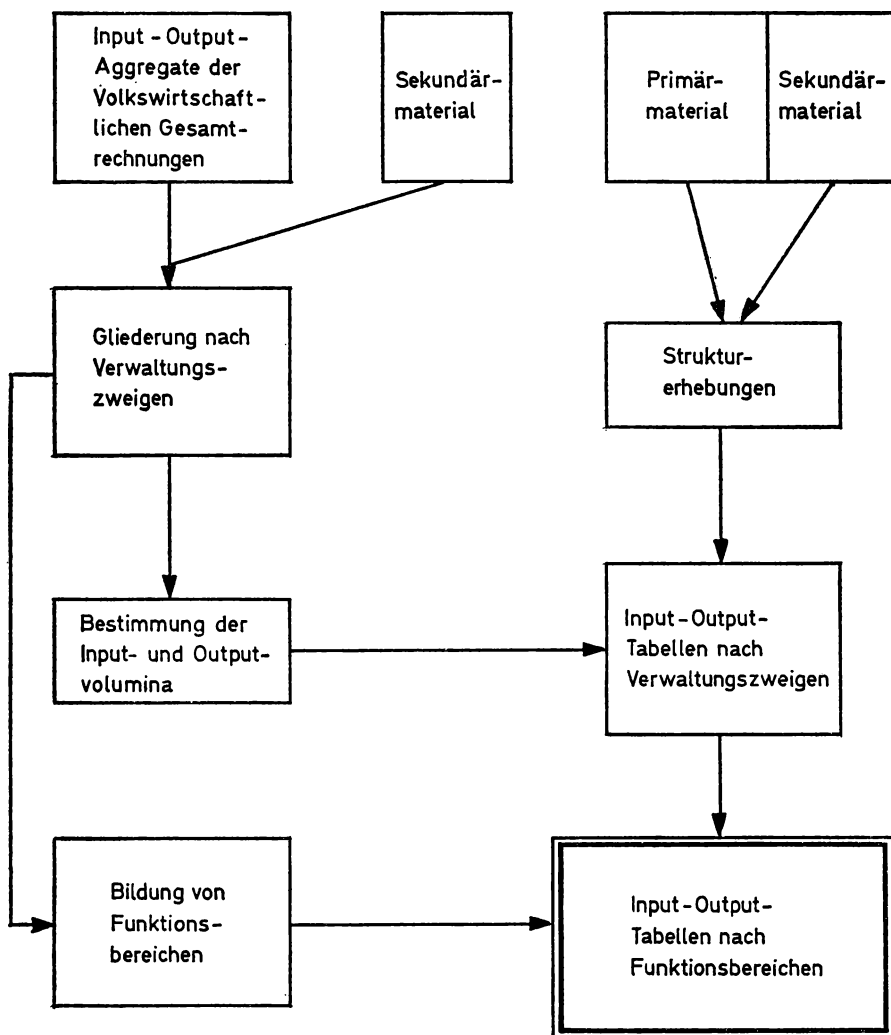 Input - Output-
Aggregate der
Volkswirtschaft-
lichen Gesamt-
rechnungen
Sekundär-
material
Primär-
material
Sekundär-
material
Gliederung nach
Verwaltungs-
zweigen
Struktur-
erhebungen
Bestimmung der
Input- und Output-
volumina
Input-Output-
Tabellen nach
Verwaltungszweigen
Bildung von
Funktions-
bereichen
Input-Output-
Tabellen nach
Funktionsbereichen